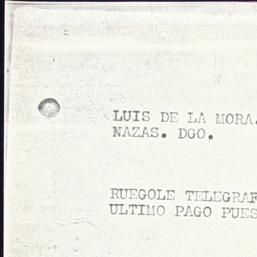 LUIS DE LA MORA.
NAZAS. DGO.
RUEGOLE TELEGRAF
ULTIMO PAGO PUES